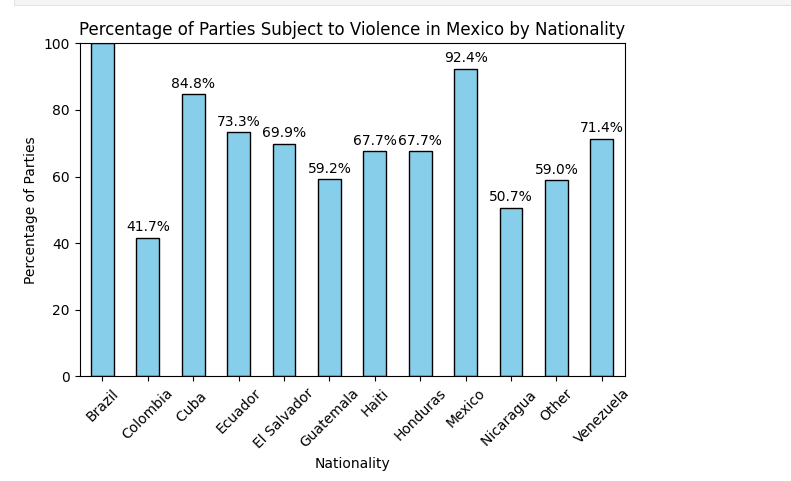 Percentage of Parties Subject to Violence in Mexico by Nationality
100
80
60
40
20
0
Percentage of Parties
41.7%
84.8%
73.3%
69.9%
59.2%
67.7%
67.7%
92.4%
50.7%
59.0%
71.4%
Brazil
Colombia
Cuba
Ecuador
El Salvador
Guatemala
Haiti
Honduras
Mexico
Nicaragua
Other
Venezuela
Nationality